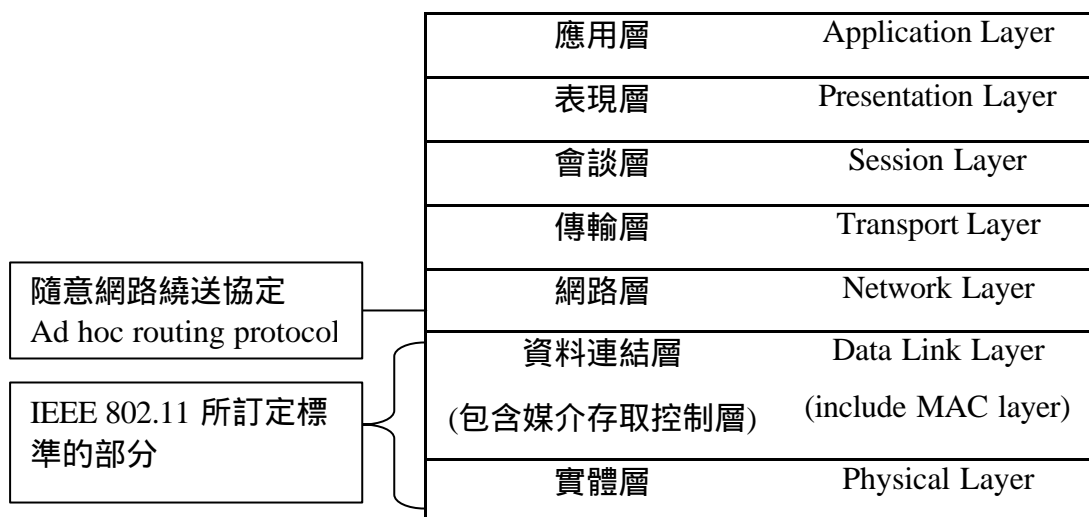 應用層 Application Layer
表現層 Presentation Layer
會談層 Session Layer
傳輸層 Transport Layer
網路層 Network Layer
隨意網路繞送協定
Ad hoc routing protocol
資料連結層 Data Link Layer
(包含媒介存取控制層) (include MAC layer)
IEEE 802.11 所訂定標
準的部分
實體層 Physical Layer